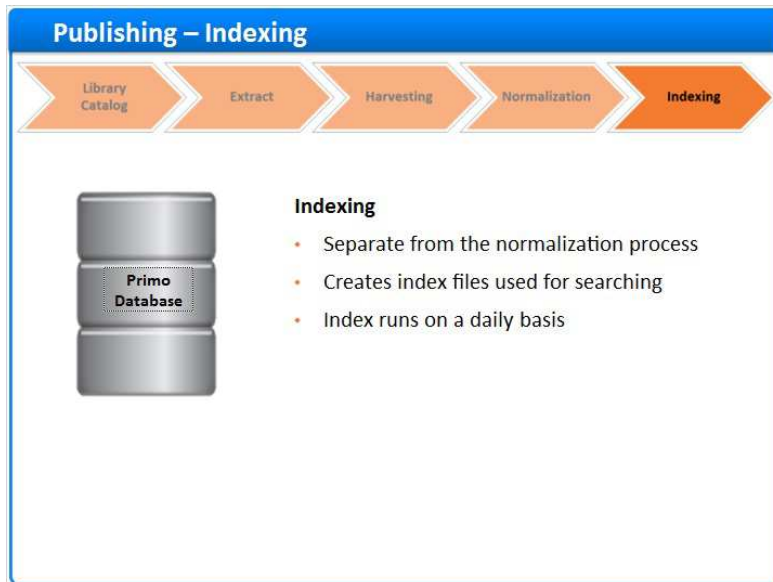 Publishing – Indexing
Library
Catalog
Extract
Harvesting
Normalization
Indexing
Primo
Database
Indexing
• Separate from the normalization process
• Creates index files used for searching
• Index runs on a daily basis